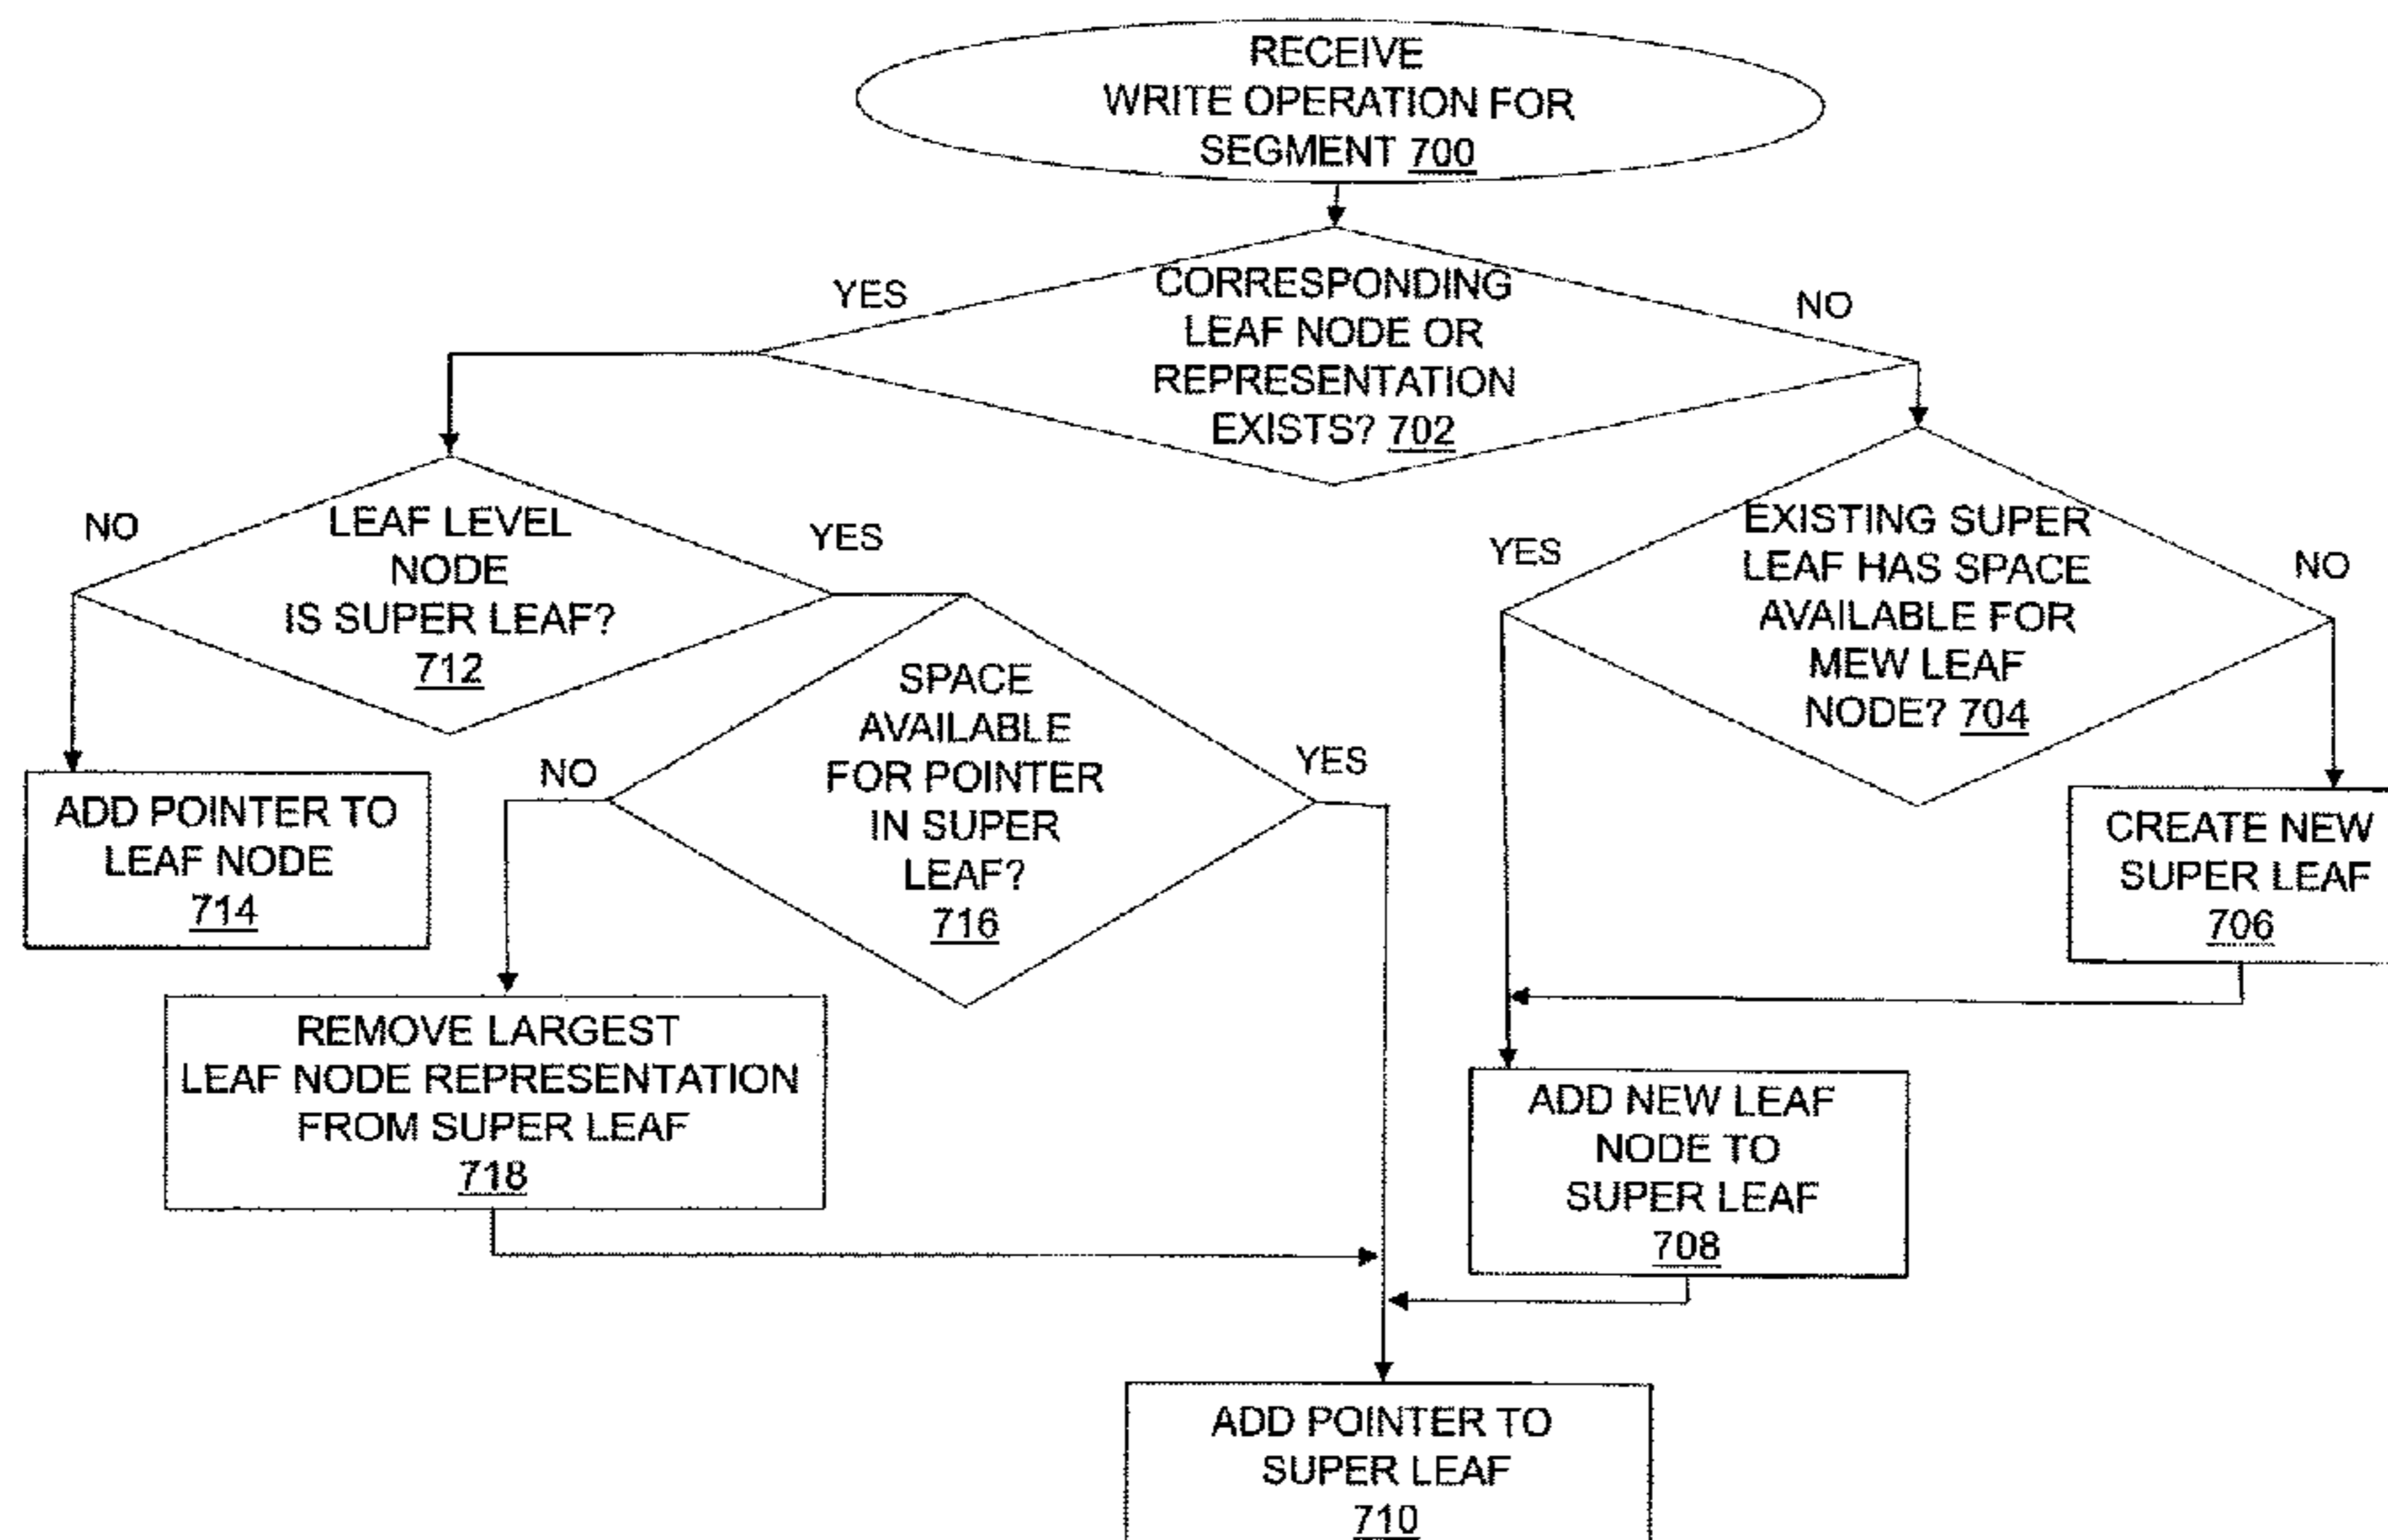 RECEIVE
WRITE OPERATION FOR
SEGMENT 700
YES
CORRESPONDING
LEAF NODE OR
REPRESENTATION
EXISTS? 702
NO
NO
LEAF LEVEL
NODE
IS SUPER LEAF?
712
YES
YES
EXISTING SUPER
LEAF HAS SPACE
AVAILABLE FOR
MEW LEAF
NODE? 704
NO
ADD POINTER TO
LEAF NODE
714
NO
SPACE
AVAILABLE
FOR POINTER
IN SUPER
LEAF?
716
YES
CREATE NEW
SUPER LEAF
706
REMOVE LARGEST
LEAF NODE REPRESENTATION
FROM SUPER LEAF
718
ADD NEW LEAF
NODE TO
SUPER LEAF
708
ADD POINTER TO
SUPER LEAF
710